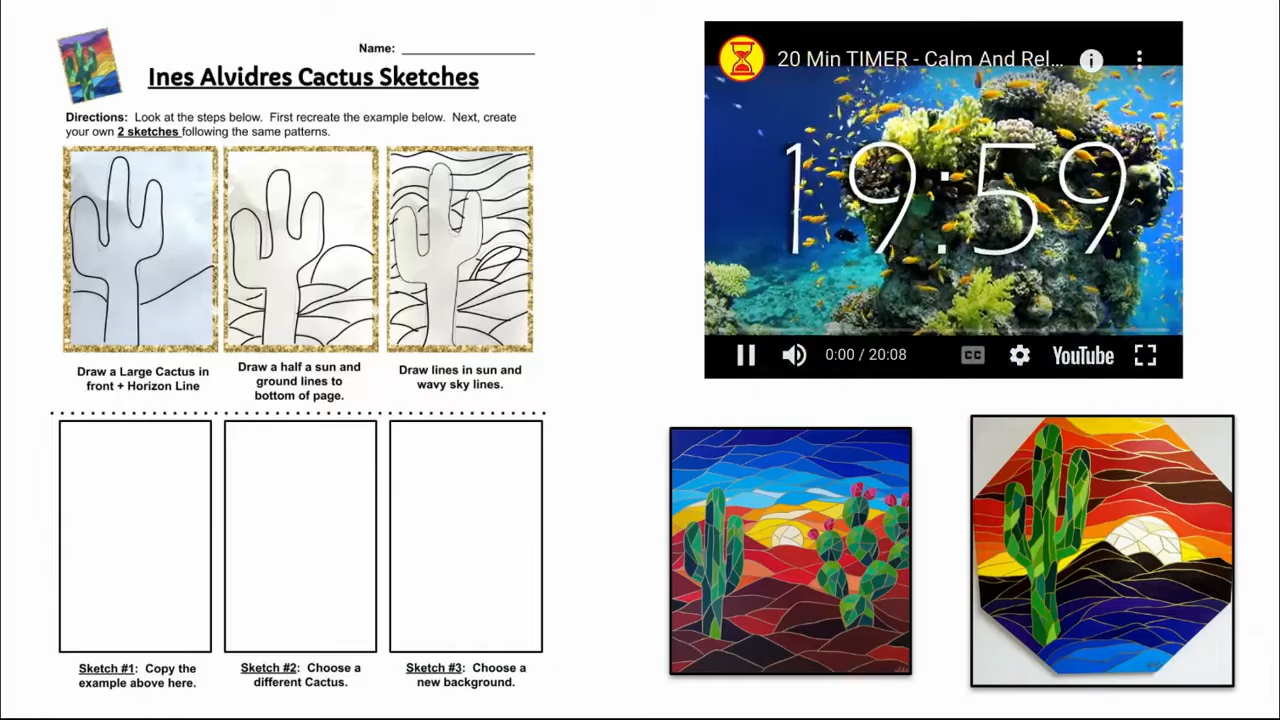 Name:
Ines Alvidres Cactus Sketches
Directions: Look at the steps below. First recreate the example below. Next, create
your own 2 sketches following the same patterns.
Draw a Large Cactus in
front + Horizon Line
Draw a half a sun and
ground lines to
bottom of page.
Draw lines in sun and
wavy sky lines.
Sketch #1: Copy the
example above here.
Sketch #2: Choose a
different Cactus.
Sketch #3: Choose a
new background.
20 Min TIMER - Calm And Rel...
19:59
0:00 / 20:08
CC
YouTube